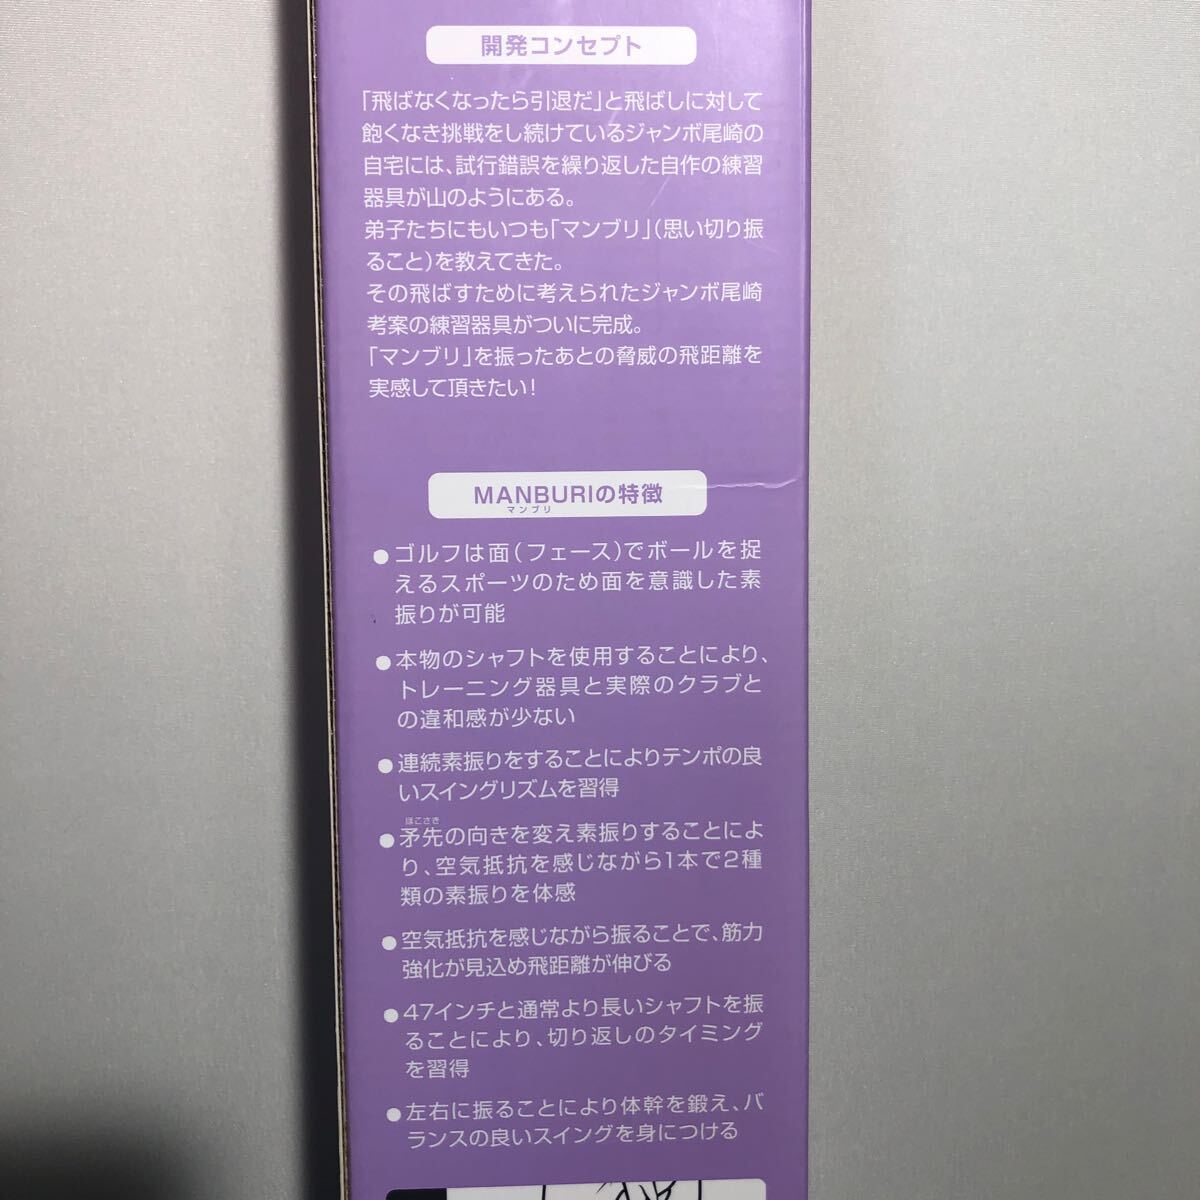 開発コンセプト
「飛ばなくなったら引退だ」と飛ばしに対して
飽くなき挑戦をし続けているジャンボ尾崎の
自宅には、試行錯誤を繰り返した自作の練習
器具が山のようにある。
弟子たちにもいつも「マンブリ」(思い切り振
ること)を教えてきた。
その飛ばすために考えられたジャンボ尾崎
考案の練習器具がついに完成。
「マンブリ」を振ったあとの脅威の飛距離を
実感して頂きたい!
MANBURIの特徴
マンブリ
●ゴルフは面(フェース)でボールを捉
えるスポーツのため面を意識した素
振りが可能
●本物のシャフトを使用することにより、
トレーニング器具と実際のクラブと
の違和感が少ない
●連続素振りをすることによりテンポの良
いスイングリズムを習得
ほこさき
●矛先の向きを変え素振りすることによ
り、空気抵抗を感じながら1本で2種
類の素振りを体感
●空気抵抗を感じながら振ることで、筋力
強化が見込め飛距離が伸びる
●47インチと通常より長いシャフトを振
ることにより、切り返しのタイミング
を習得
●左右に振ることにより体幹を鍛え、バ
ランスの良いスイングを身につける